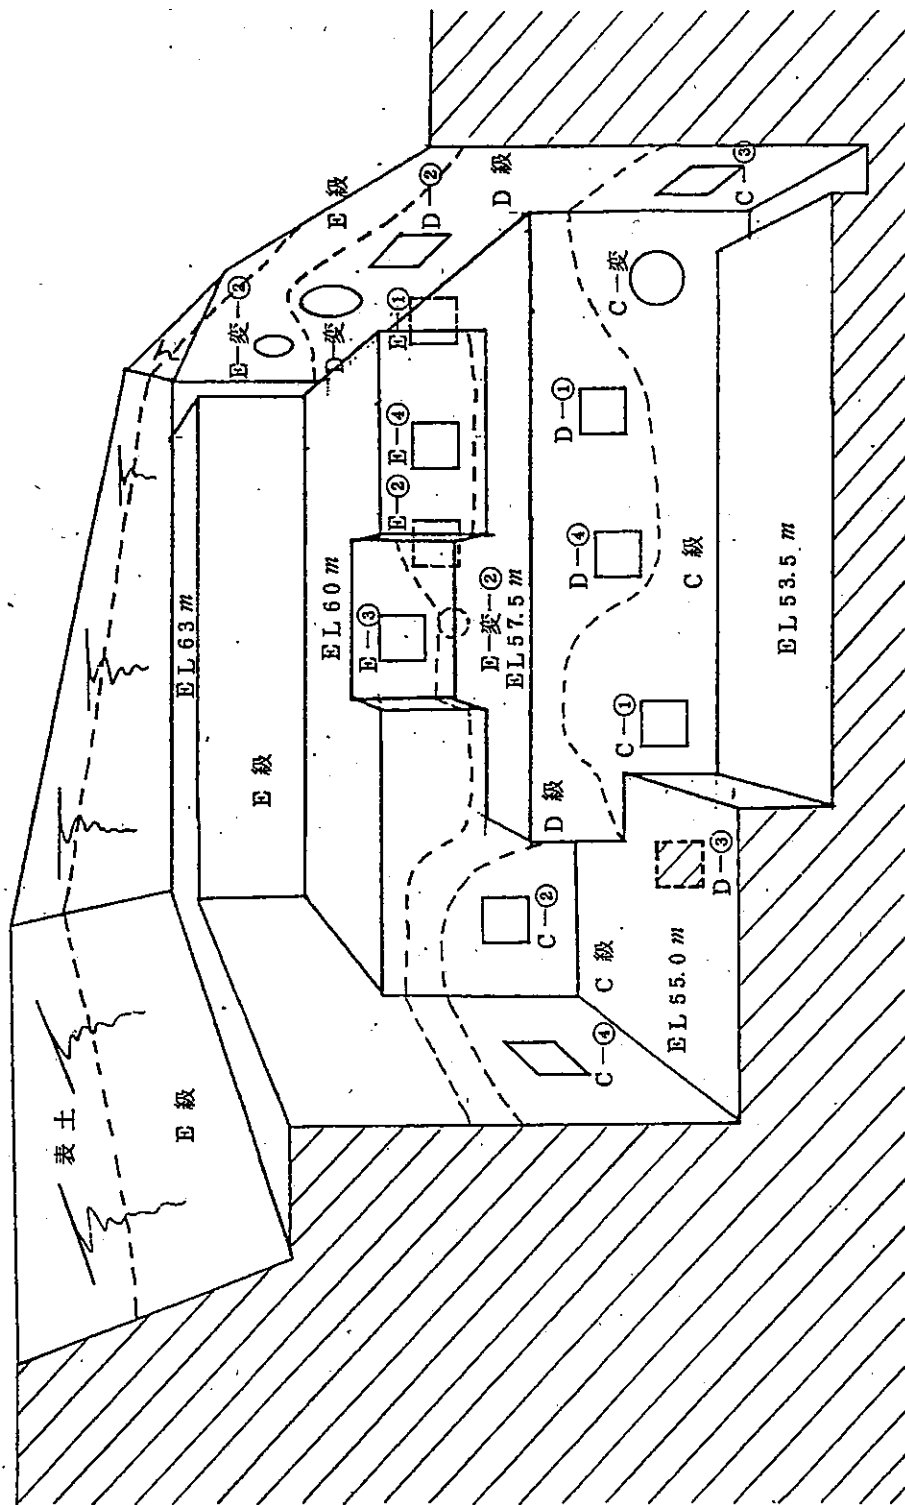 表土
E級
EL63m
E級
EL60m
E—変—②
E級
D—変
D—②
D級
E—①
E—④
E—②
E—③
E—変—②
EL57.5m
C—②
C—④
D級
D—①
D—④
C—変
C—③
C—①
C級
C級
EL55.0m
D—③
EL53.5m